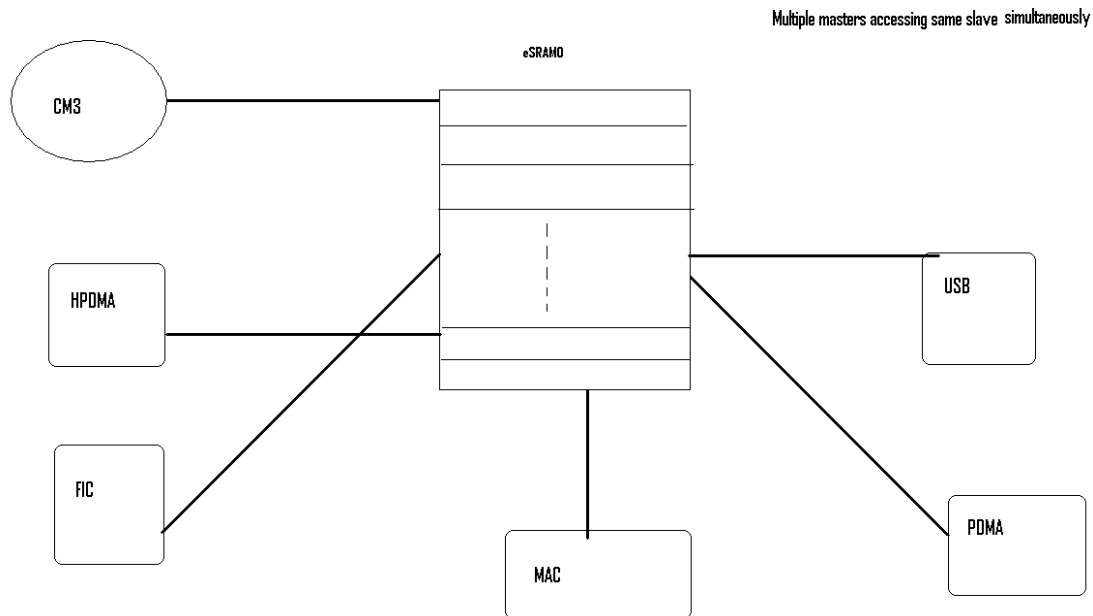 Multiple masters accessing same slave simultaneously
eSRAM0
CM3
HPDMA
USB
FIC
PDMA
MAC